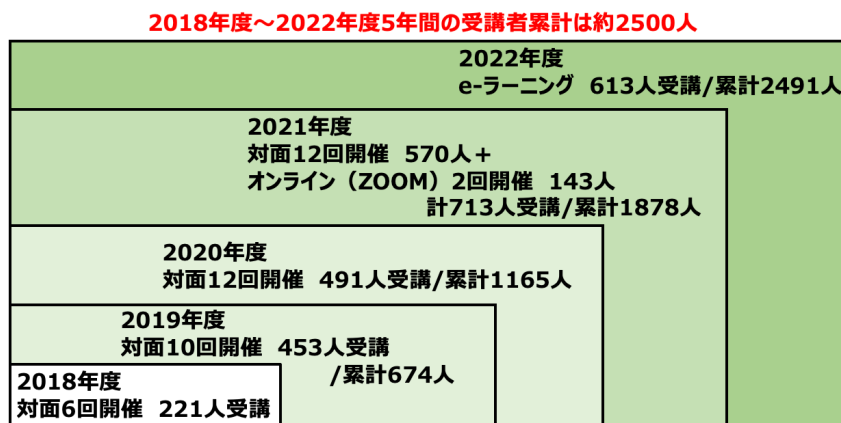 2018年度～2022年度5年間の受講者累計は約2500人
2022年度
e-ラーニング 613人受講/累計2491人
2021年度
対面12回開催 570人＋
オンライン（ZOOM）2回開催 143人
計713人受講/累計1878人
2020年度
対面12回開催 491人受講/累計1165人
2019年度
対面10回開催 453人受講
/累計674人
2018年度
対面6回開催 221人受講